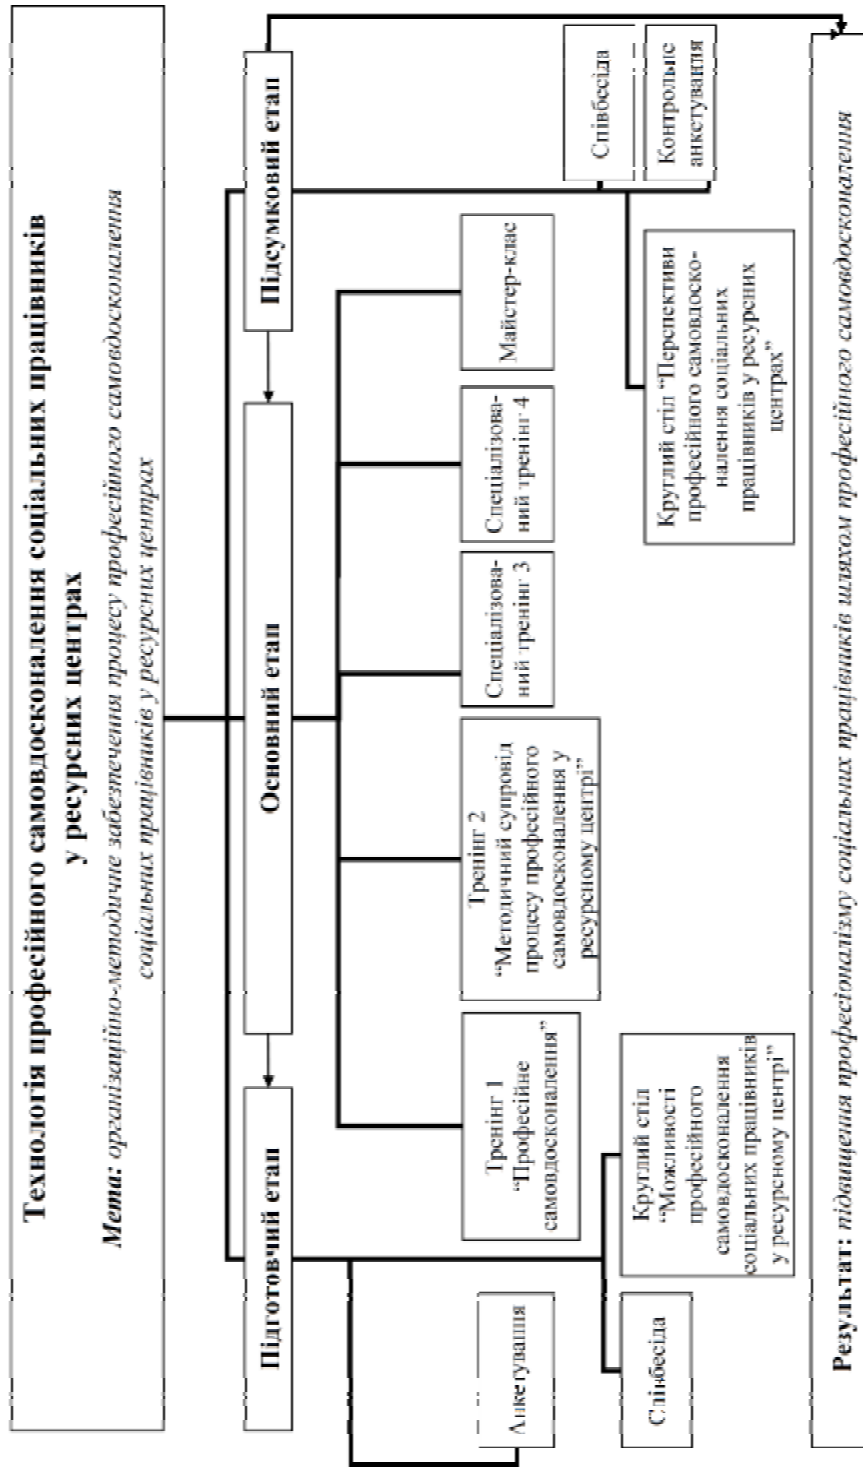 Технологія професійного самовдосконалення соціальних працівників
у ресурсних центрах
Мета: організаційно-методичне забезпечення процесу професійного самовдосконалення
соціальних працівників у ресурсних центрах
Підготовчий етап
Основний етап
Підсумковий етап
Анкетування
Співбесіда
Круглий стіл
“Можливості
професійного
самовдосконалення
соціальних працівників
у ресурсному центрі”
Тренінг 1
“Професійне
самовдосконалення”
Тренінг 2
“Методичний супровід
процесу професійного
самовдосконалення у
ресурсному центрі”
Спеціалізова-
ний тренінг 3
Спеціалізова-
ний тренінг 4
Майстер-клас
Круглий стіл “Перспективи
професійного самовдоско-
налення соціальних
працівників у ресурсних
центрах”
Співбесіда
Контрольне
анкетування
Результат: підвищення професіоналізму соціальних працівників шляхом професійного самовдосконалення